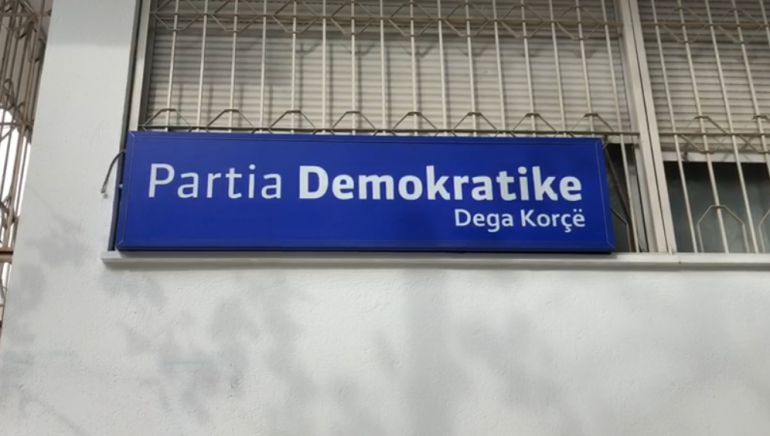 Partia Demokratike
Dega Korçë